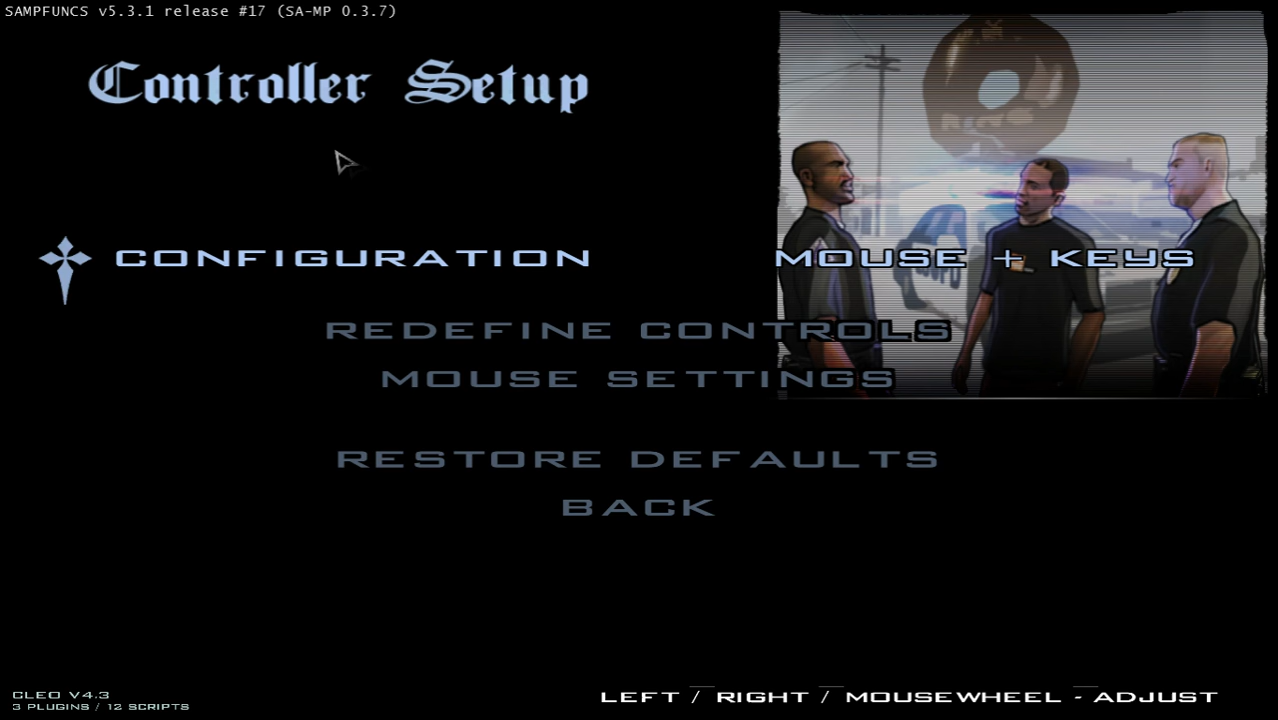 SAMPFUNCS v5.3.1 release #17 (SA-MP 0.3.7)
Controller Setup
CONFIGURATION MOUSE + KEYS
REDEFINE CONTROLS
MOUSE SETTINGS
RESTORE DEFAULTS
BACK
CLEO V4.3
3 PLUGINS / 12 SCRIPTS
LEFT / RIGHT / MOUSEWHEEL - ADJUST